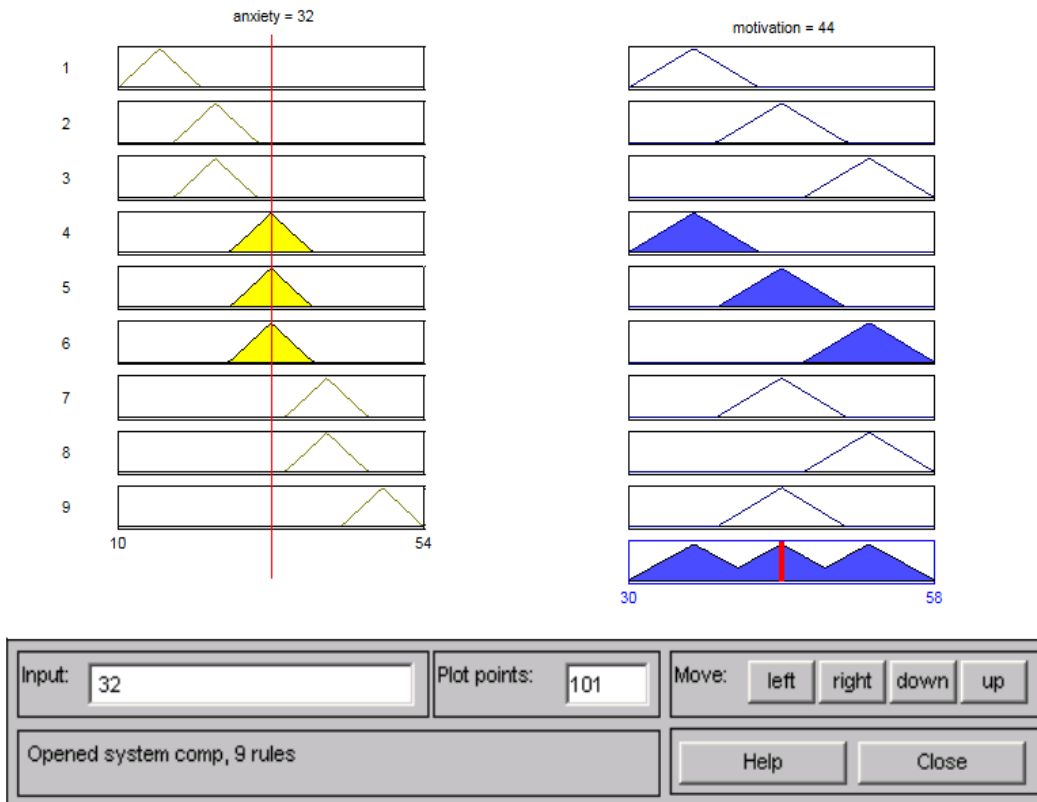 anxiety = 32
motivation = 44
1
2
3
4
5
6
7
8
9
10 54
30 58
Input: 32 Plot points: 101 Move: left right down up
Opened system comp, 9 rules Help Close